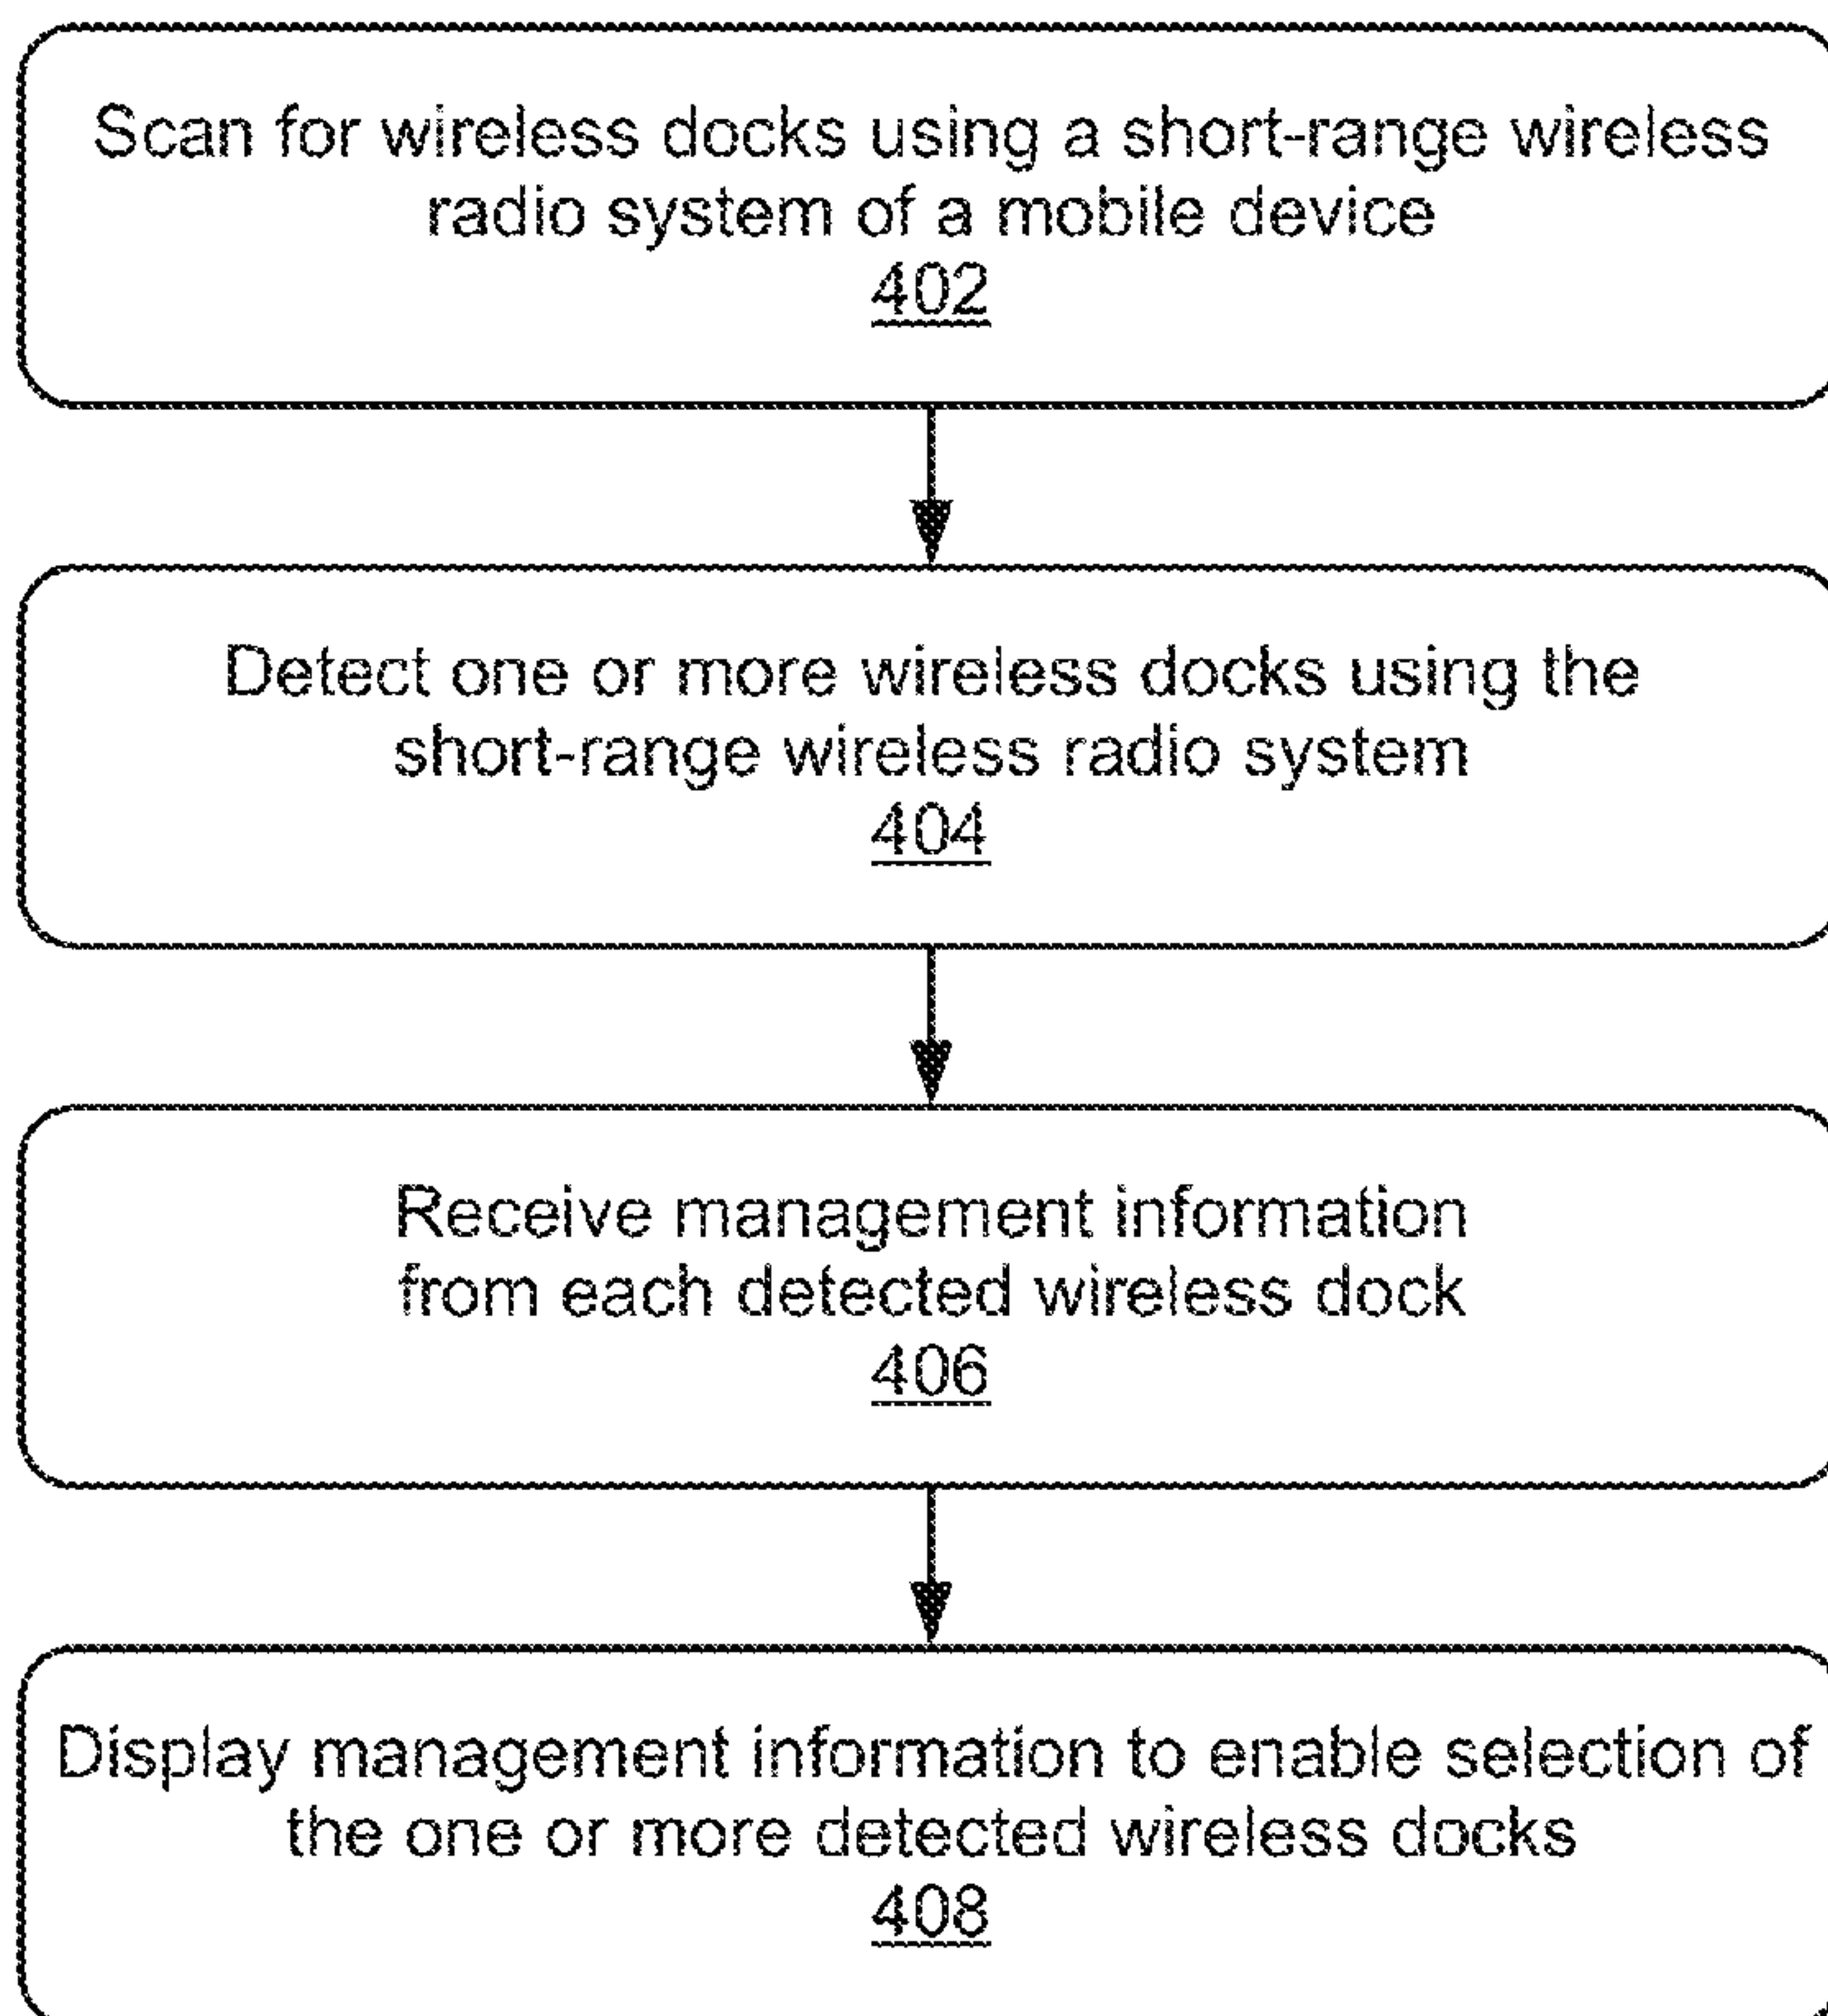 Scan for wireless docks using a short-range wireless
radio system of a mobile device
402
Detect one or more wireless docks using the
short-range wireless radio system
404
Receive management information
from each detected wireless dock
406
Display management information to enable selection of
the one or more detected wireless docks
408